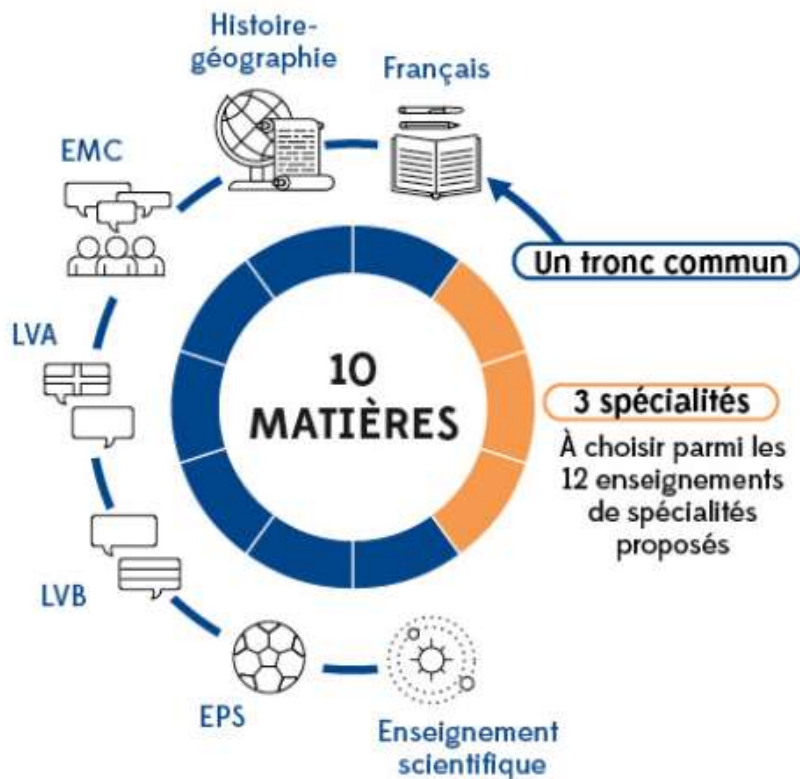 Histoire-
géographie
Français
EMC
Un tronc commun
LVA
10
MATIÈRES
3 spécialités
À choisir parmi les
12 enseignements
de spécialités
proposés
LVB
EPS
Enseignement
scientifique